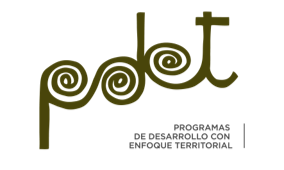 pdet
PROGRAMAS
DE DESARROLLO CON
ENFOQUE TERRITORIAL